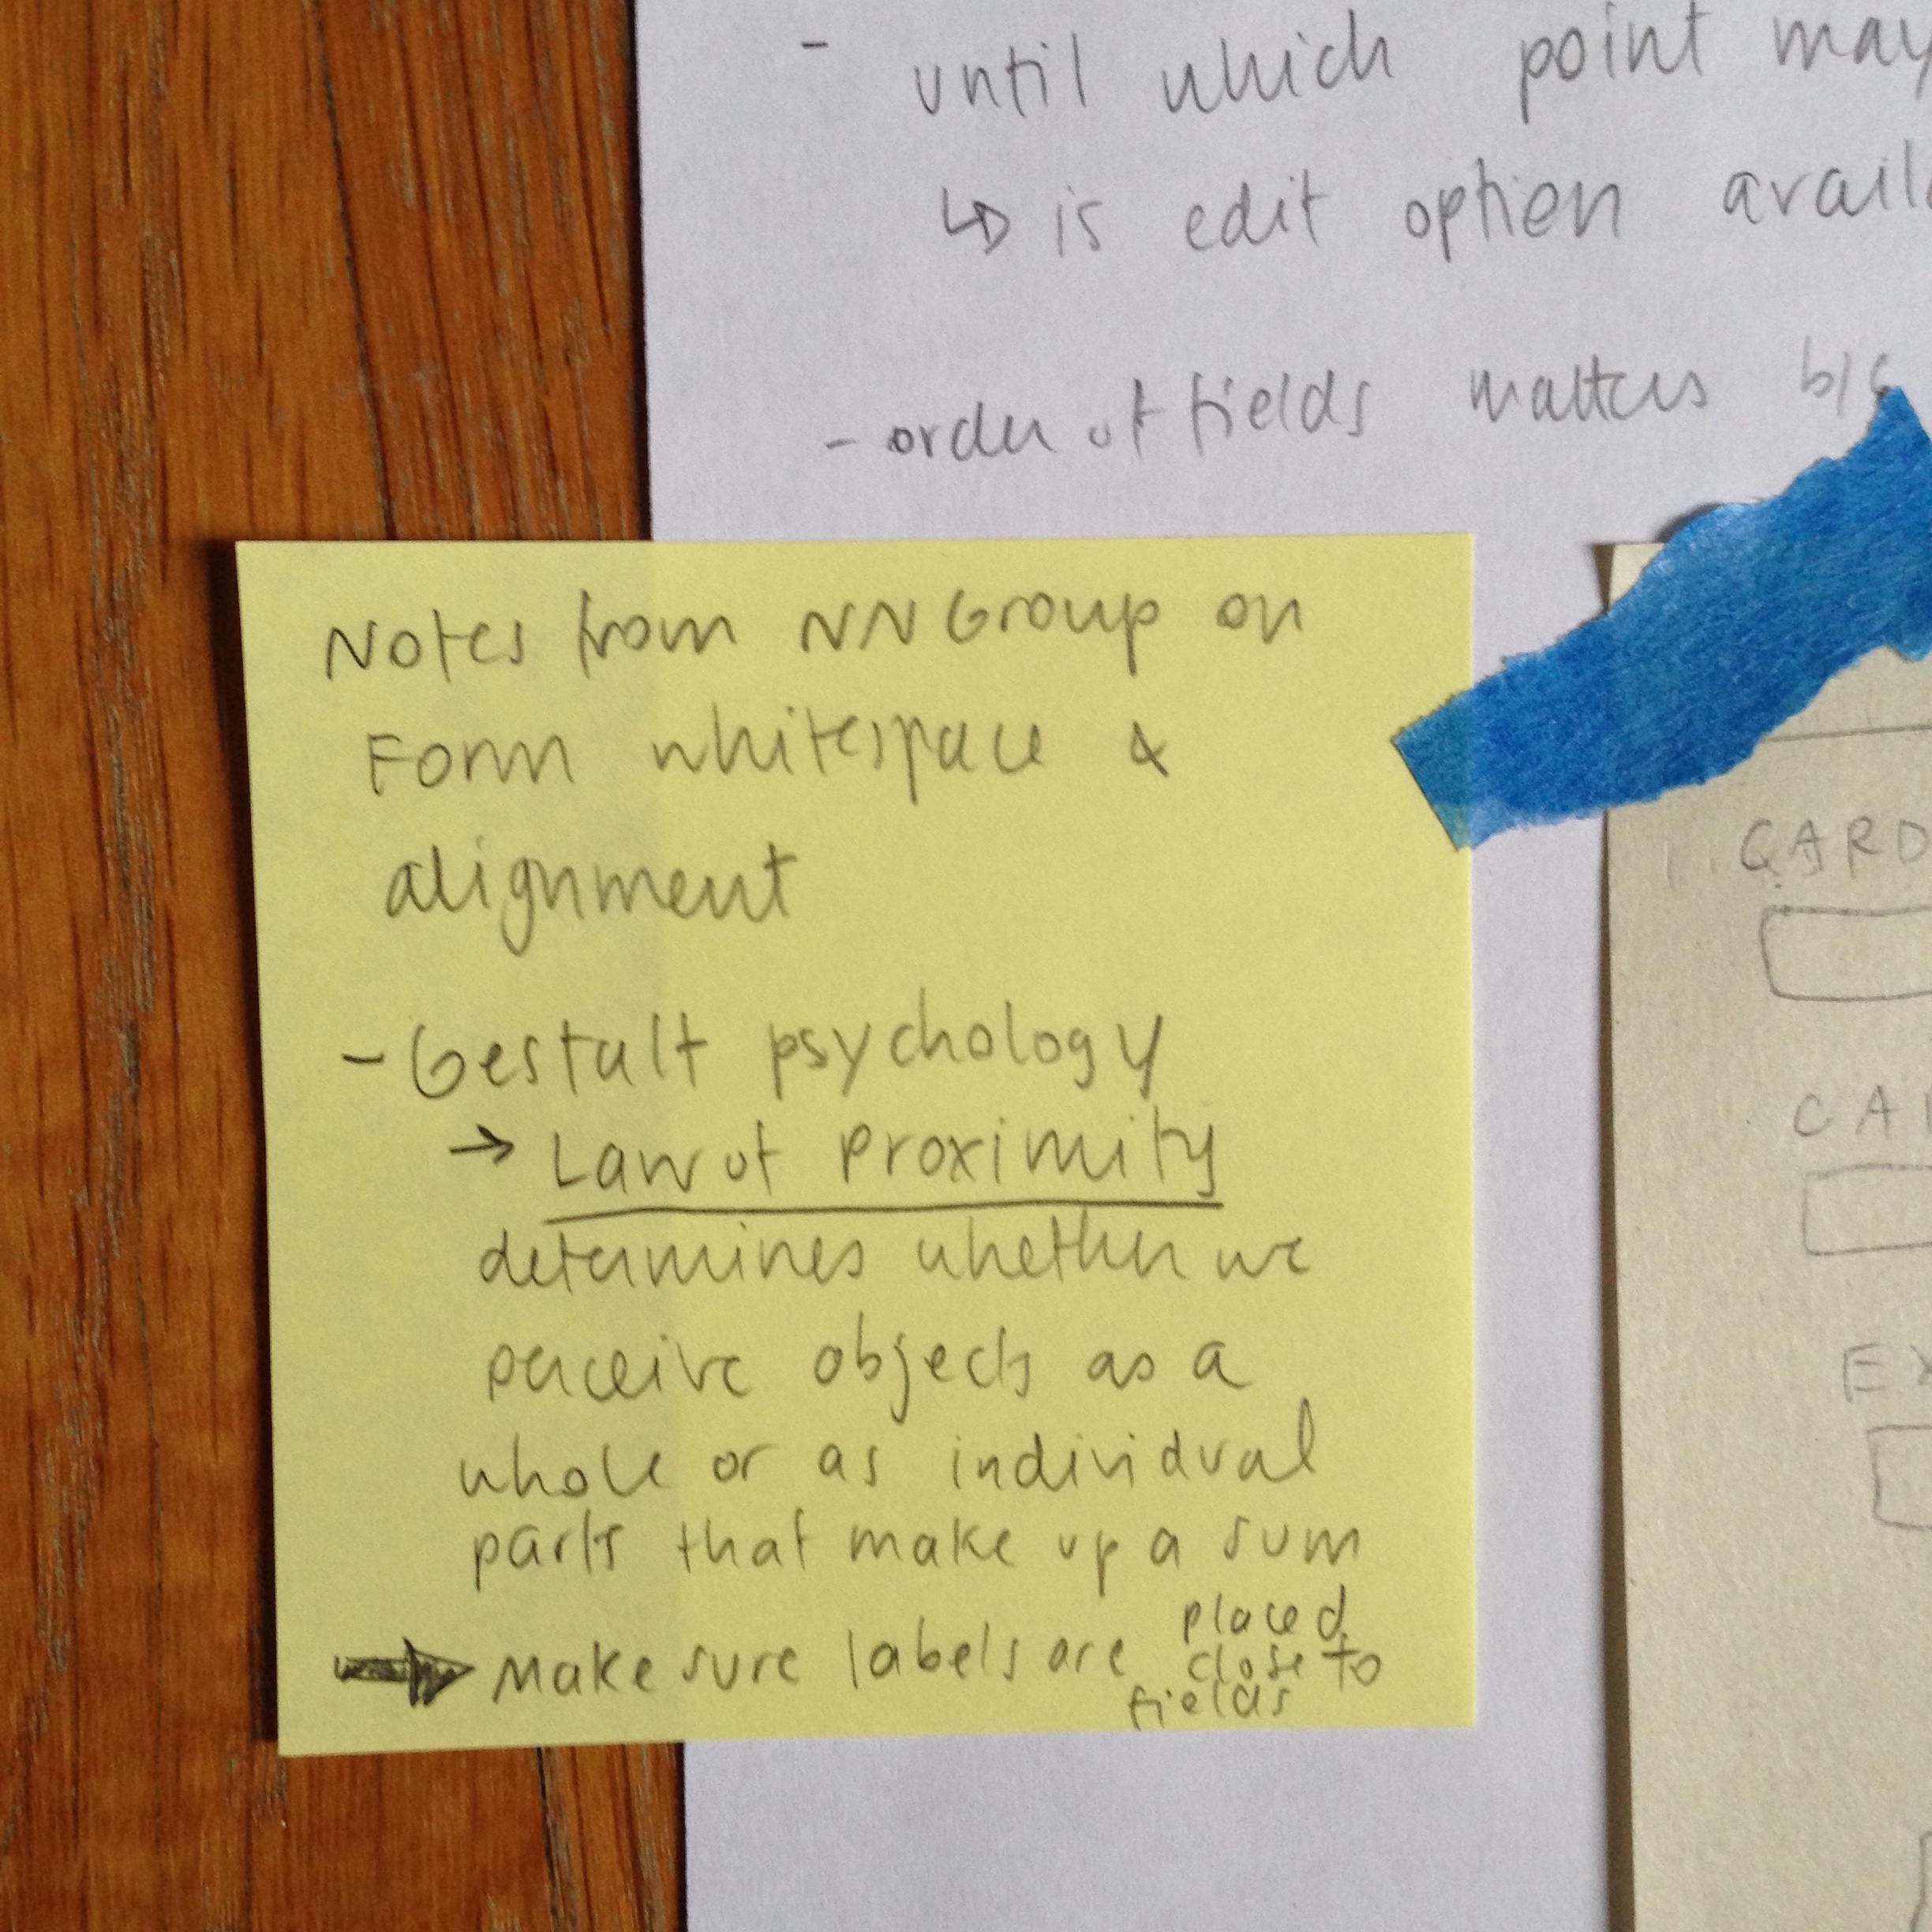 - until which point may
↳ is edit option avail
- order of fields matters b/c
Notes from NNGroup on
Form whitespace &
alignment
- Gestalt psychology
→ Law of Proximity
determines whether we
perceive objects as a
whole or as individual
parts that make up a sum
→ Make sure labels are placed
close to
fields
CARD
CA
EX